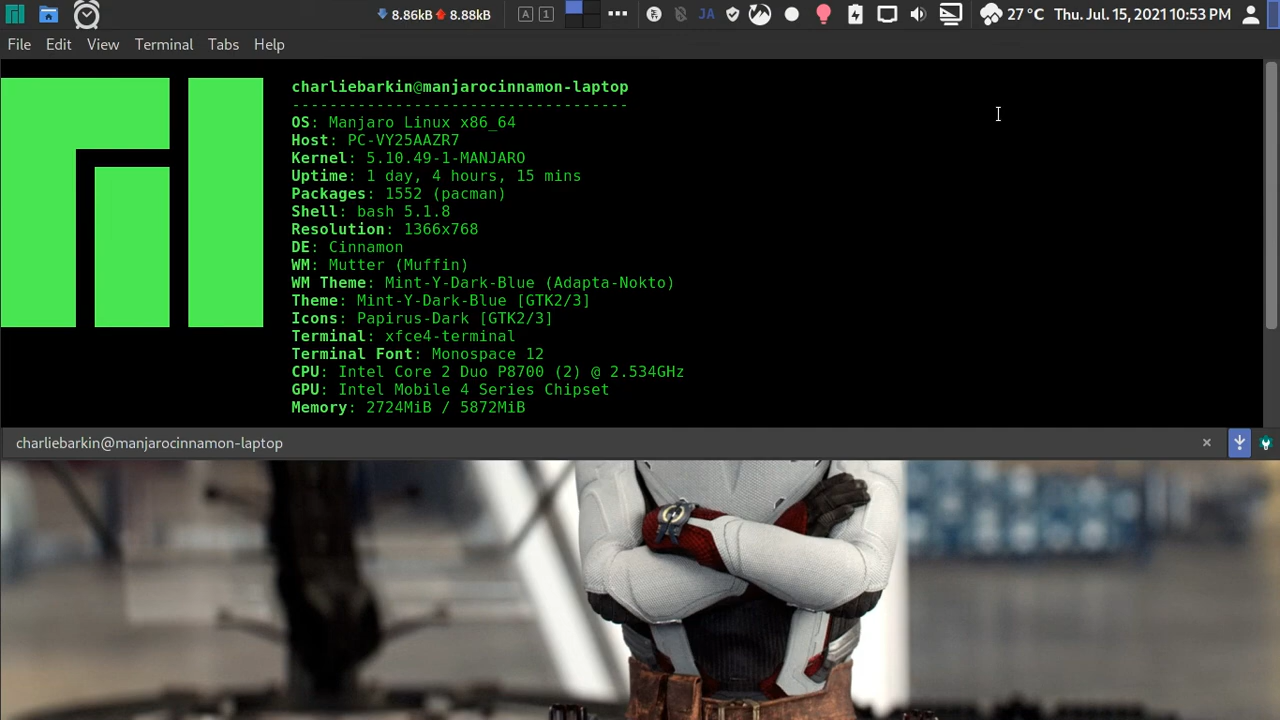 8.86kB 8.88kB A 1 JA 27 °C Thu. Jul. 15, 2021 10:53 PM
File Edit View Terminal Tabs Help
charliebarkin@manjarocinnamon-laptop
------------------------------------
OS: Manjaro Linux x86_64
Host: PC-VY25AAZR7
Kernel: 5.10.49-1-MANJARO
Uptime: 1 day, 4 hours, 15 mins
Packages: 1552 (pacman)
Shell: bash 5.1.8
Resolution: 1366x768
DE: Cinnamon
WM: Mutter (Muffin)
WM Theme: Mint-Y-Dark-Blue (Adapta-Nokto)
Theme: Mint-Y-Dark-Blue [GTK2/3]
Icons: Papirus-Dark [GTK2/3]
Terminal: xfce4-terminal
Terminal Font: Monospace 12
CPU: Intel Core 2 Duo P8700 (2) @ 2.534GHz
GPU: Intel Mobile 4 Series Chipset
Memory: 2724MiB / 5872MiB
charliebarkin@manjarocinnamon-laptop